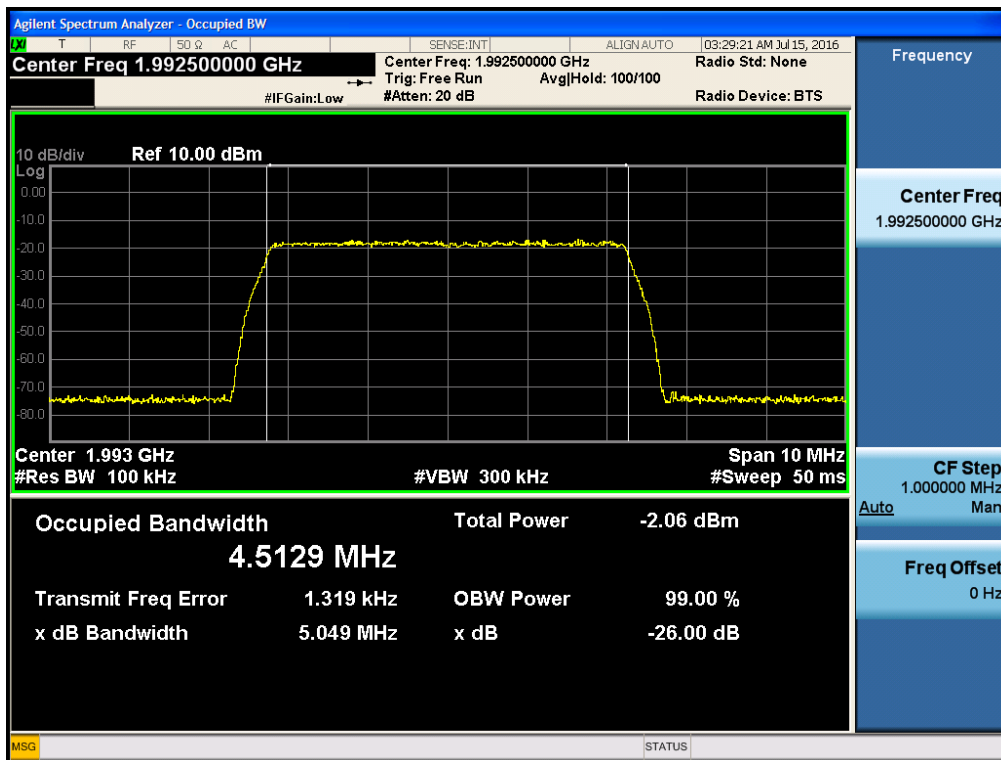 Agilent Spectrum Analyzer - Occupied BW
LXI T RF 50 Ω AC SENSE:INT ALIGN AUTO 03:29:21 AM Jul 15, 2016
Center Freq 1.992500000 GHz
Center Freq: 1.992500000 GHz
Radio Std: None
Trig: Free Run Avg|Hold: 100/100
#IFGain:Low
#Atten: 20 dB
Radio Device: BTS
10 dB/div Ref 10.00 dBm
Log
0.00
-10.0
-20.0
-30.0
-40.0
-50.0
-60.0
-70.0
-80.0
Center 1.993 GHz Span 10 MHz
#Res BW 100 kHz #VBW 300 kHz #Sweep 50 ms
Occupied Bandwidth Total Power -2.06 dBm
4.5129 MHz
Transmit Freq Error 1.319 kHz OBW Power 99.00 %
x dB Bandwidth 5.049 MHz x dB -26.00 dB
Frequency
Center Freq
1.992500000 GHz
CF Step
1.000000 MHz
Auto Man
Freq Offset
0 Hz
MSG STATUS